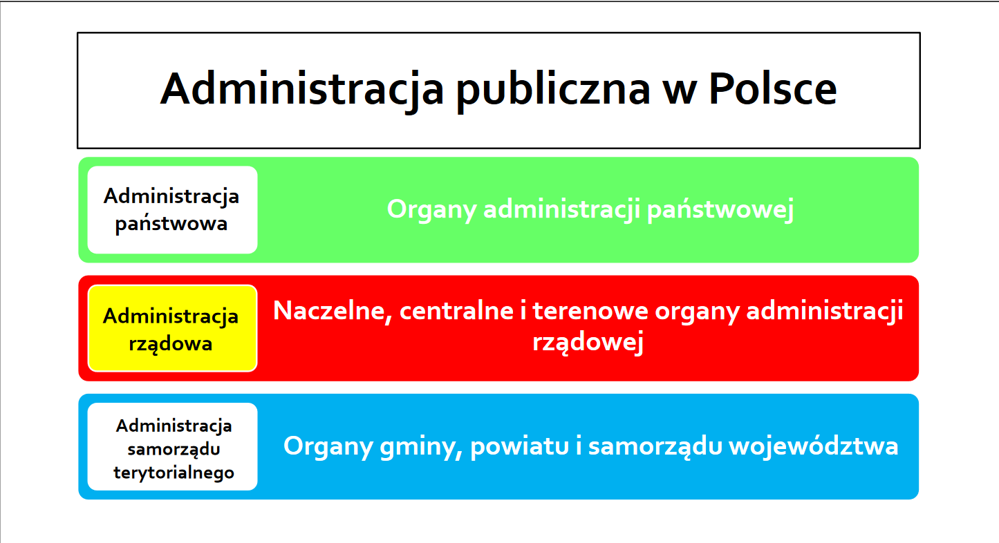 Administracja publiczna w Polsce
Administracja
państwowa
Organy administracji państwowej
Administracja
rządowa
Naczelne, centralne i terenowe organy administracji
rządowej
Administracja
samorządu
terytorialnego
Organy gminy, powiatu i samorządu województwa